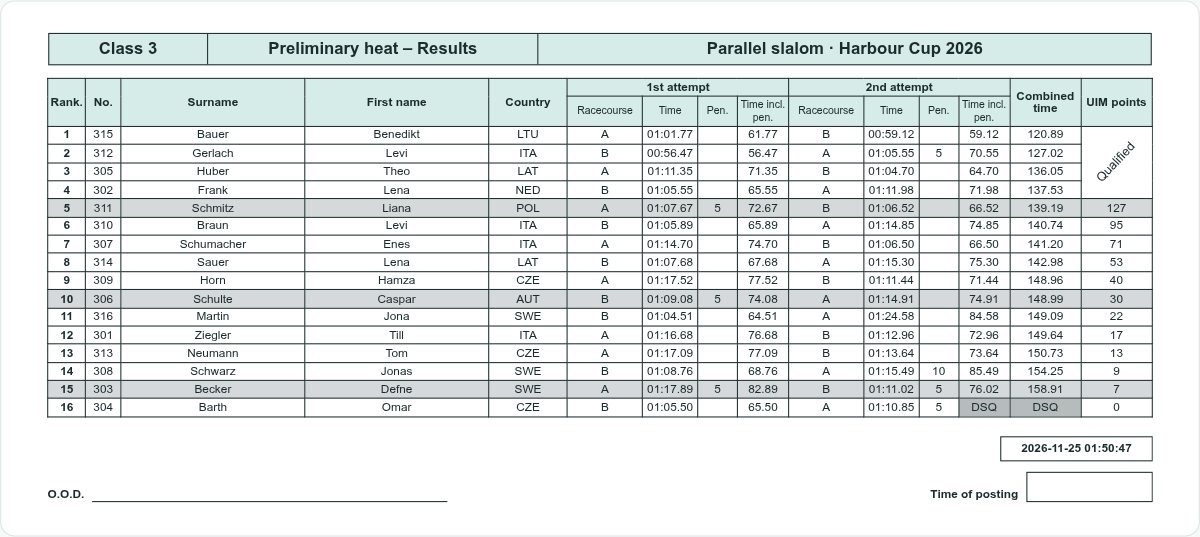 Class 3 Preliminary heat – Results Parallel slalom · Harbour Cup 2026
Rank. No. Surname First name Country 1st attempt 2nd attempt Combined time UIM points
Racecourse Time Pen. Time incl. pen. Racecourse Time Pen. Time incl. pen.
1 315 Bauer Benedikt LTU A 01:01.77 61.77 B 00:59.12 59.12 120.89
2 312 Gerlach Levi ITA B 00:56.47 56.47 A 01:05.55 5 70.55 127.02
3 305 Huber Theo LAT A 01:11.35 71.35 B 01:04.70 64.70 136.05
4 302 Frank Lena NED B 01:05.55 65.55 A 01:11.98 71.98 137.53
Qualified
5 311 Schmitz Liana POL A 01:07.67 5 72.67 B 01:06.52 66.52 139.19 127
6 310 Braun Levi ITA B 01:05.89 65.89 A 01:14.85 74.85 140.74 95
7 307 Schumacher Enes ITA A 01:14.70 74.70 B 01:06.50 66.50 141.20 71
8 314 Sauer Lena LAT B 01:07.68 67.68 A 01:15.30 75.30 142.98 53
9 309 Horn Hamza CZE A 01:17.52 77.52 B 01:11.44 71.44 148.96 40
10 306 Schulte Caspar AUT B 01:09.08 5 74.08 A 01:14.91 74.91 148.99 30
11 316 Martin Jona SWE B 01:04.51 64.51 A 01:24.58 84.58 149.09 22
12 301 Ziegler Till ITA A 01:16.68 76.68 B 01:12.96 72.96 149.64 17
13 313 Neumann Tom CZE A 01:17.09 77.09 B 01:13.64 73.64 150.73 13
14 308 Schwarz Jonas SWE B 01:08.76 68.76 A 01:15.49 10 85.49 154.25 9
15 303 Becker Defne SWE A 01:17.89 5 82.89 B 01:11.02 5 76.02 158.91 7
16 304 Barth Omar CZE B 01:05.50 65.50 A 01:10.85 5 DSQ DSQ 0
2026-11-25 01:50:47
O.O.D. Time of posting